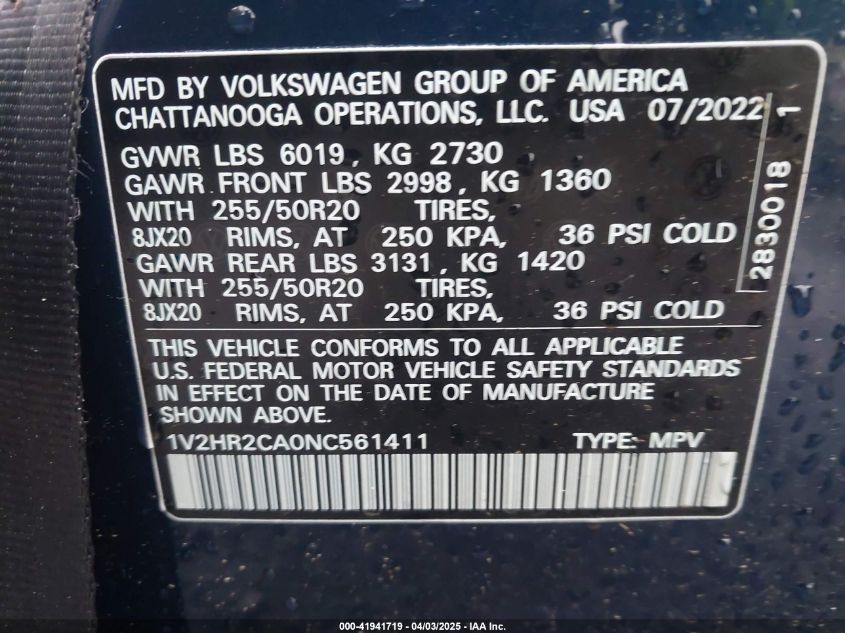 MFD BY VOLKSWAGEN GROUP OF AMERICA
CHATTANOOGA OPERATIONS, LLC. USA 07/2022
GVWR LBS 6019, KG 2730
GAWR FRONT LBS 2998, KG 1360
WITH 255/50R20 TIRES,
8JX20 RIMS, AT 250 KPA, 36 PSI COLD
GAWR REAR LBS 3131, KG 1420
WITH 255/50R20 TIRES,
8JX20 RIMS, AT 250 KPA, 36 PSI COLD
2830018 1
THIS VEHICLE CONFORMS TO ALL APPLICABLE
U.S. FEDERAL MOTOR VEHICLE SAFETY STANDARDS
IN EFFECT ON THE DATE OF MANUFACTURE
SHOWN ABOVE.
1V2HR2CA0NC561411 TYPE: MPV
000-41941719 - 04/03/2025 - IAA Inc.